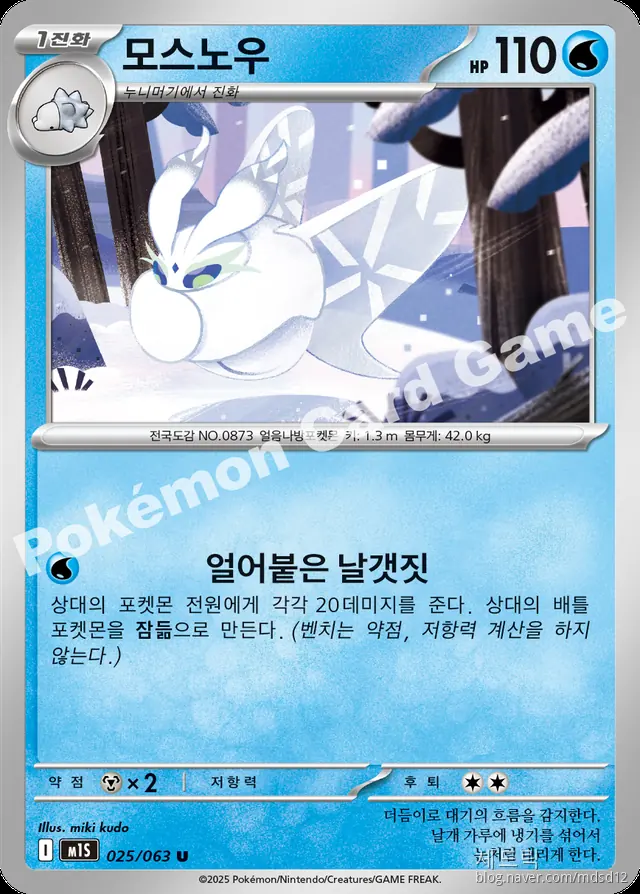 1진화
모스노우
HP 110
누니머기에서 진화
전국도감 NO.0873 얼음나방포켓몬 키: 1.3 m 몸무게: 42.0 kg
Pokémon Card Game
얼어붙은 날갯짓
상대의 포켓몬 전원에게 각각 20데미지를 준다. 상대의 배틀
포켓몬을 잠듦으로 만든다. (벤치는 약점, 저항력 계산을 하지
않는다.)
약점 ×2 저항력 후퇴
Illus. miki kudo
더듬이로 대기의 흐름을 감지한다.
날개 가루에 냉기를 섞어서
눈처럼 내리게 한다.
I M1S 025/063 U
blog.naver.com/mdsd12
©2025 Pokémon/Nintendo/Creatures/GAME FREAK.